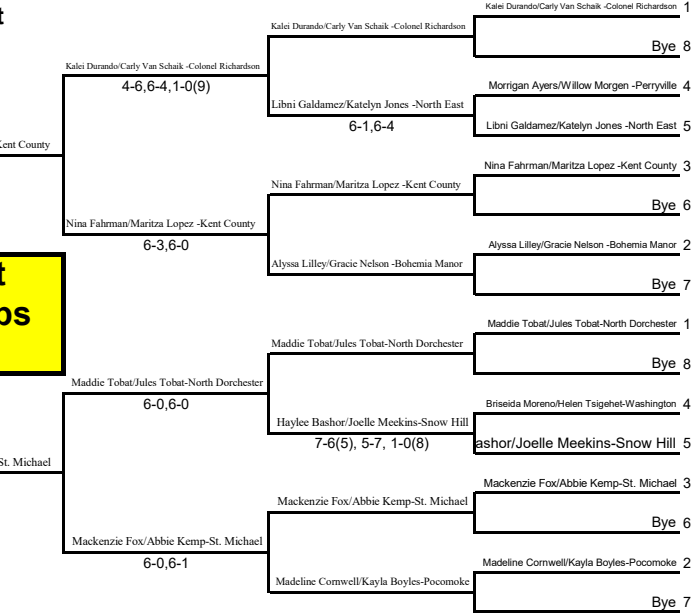 t
Kalei Durando/Carly Van Schaik -Colonel Richardson 1
Kalei Durando/Carly Van Schaik -Colonel Richardson
Bye 8
Kalei Durando/Carly Van Schaik -Colonel Richardson
4-6,6-4,1-0(9)
Morrigan Ayers/Willow Morgen -Perryville 4
Libni Galdamez/Katelyn Jones -North East
6-1,6-4
Libni Galdamez/Katelyn Jones -North East 5
Kent County
Nina Fahrman/Maritza Lopez -Kent County 3
Nina Fahrman/Maritza Lopez -Kent County
Bye 6
Nina Fahrman/Maritza Lopez -Kent County
6-3,6-0
Alyssa Lilley/Gracie Nelson -Bohemia Manor 2
Alyssa Lilley/Gracie Nelson -Bohemia Manor
Bye 7
t
ps
Maddie Tobat/Jules Tobat-North Dorchester 1
Maddie Tobat/Jules Tobat-North Dorchester
Bye 8
Maddie Tobat/Jules Tobat-North Dorchester
6-0,6-0
Briseida Moreno/Helen Tsigehet-Washington 4
Haylee Bashor/Joelle Meekins-Snow Hill
7-6(5), 5-7, 1-0(8)
ashor/Joelle Meekins-Snow Hill 5
St. Michael
Mackenzie Fox/Abbie Kemp-St. Michael 3
Mackenzie Fox/Abbie Kemp-St. Michael
Bye 6
Mackenzie Fox/Abbie Kemp-St. Michael
6-0,6-1
Madeline Cornwell/Kayla Boyles-Pocomoke 2
Madeline Cornwell/Kayla Boyles-Pocomoke
Bye 7